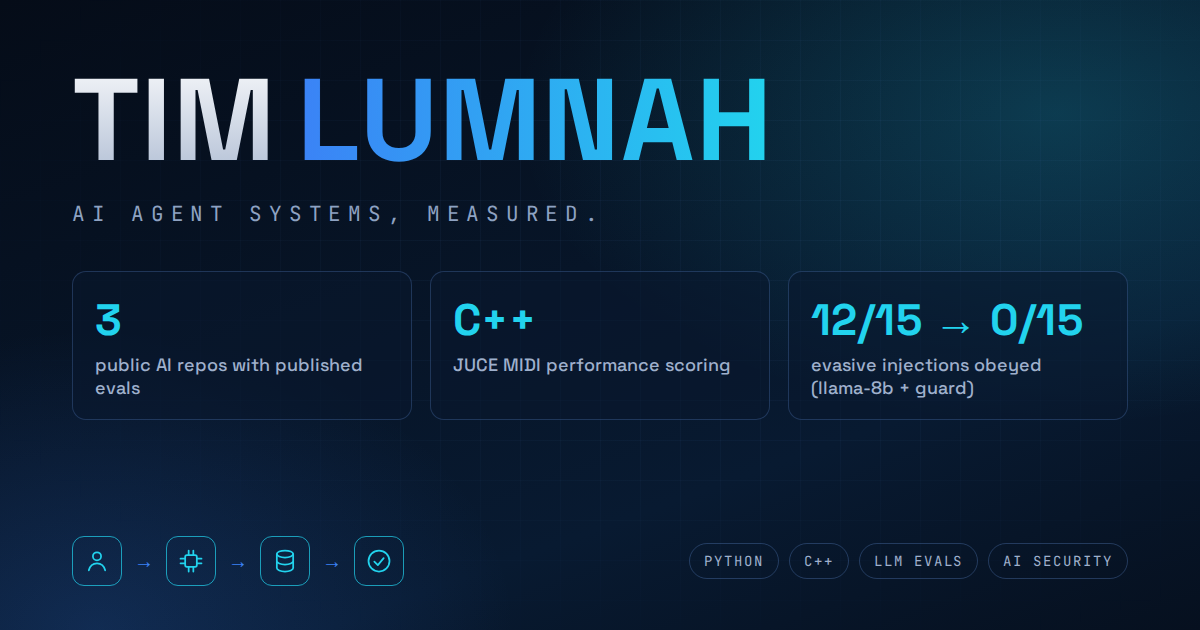 TIM LUMNAH
AI AGENT SYSTEMS, MEASURED.
3
public AI repos with published
evals
C++
JUCE MIDI performance scoring
12/15 → 0/15
evasive injections obeyed
(llama-8b + guard)
→ → →
PYTHON C++ LLM EVALS AI SECURITY